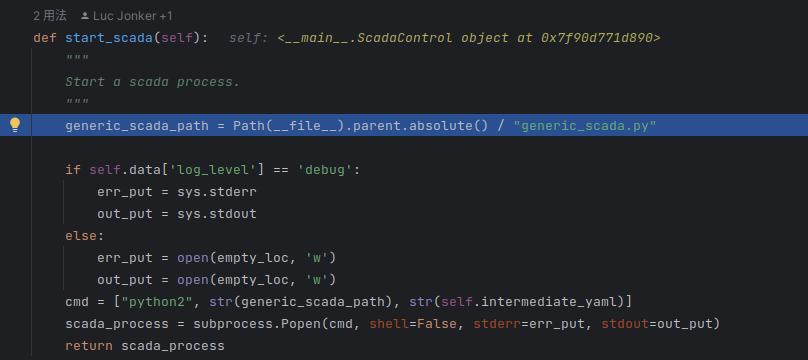 2 用法 Luc Jonker +1
def start_scada(self): self: <__main__.ScadaControl object at 0x7f90d771d890>
"""
Start a scada process.
"""
generic_scada_path = Path(__file__).parent.absolute() / "generic_scada.py"
if self.data['log_level'] == 'debug':
err_put = sys.stderr
out_put = sys.stdout
else:
err_put = open(empty_loc, 'w')
out_put = open(empty_loc, 'w')
cmd = ["python2", str(generic_scada_path), str(self.intermediate_yaml)]
scada_process = subprocess.Popen(cmd, shell=False, stderr=err_put, stdout=out_put)
return scada_process